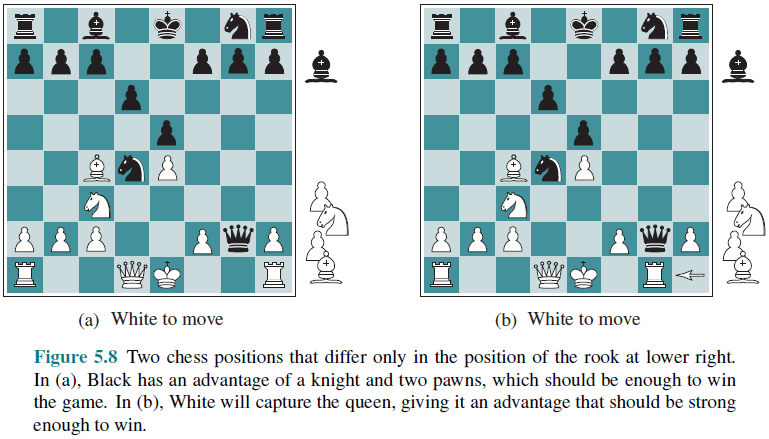 (a) White to move
(b) White to move
Figure 5.8 Two chess positions that differ only in the position of the rook at lower right.
In (a), Black has an advantage of a knight and two pawns, which should be enough to win
the game. In (b), White will capture the queen, giving it an advantage that should be strong
enough to win.